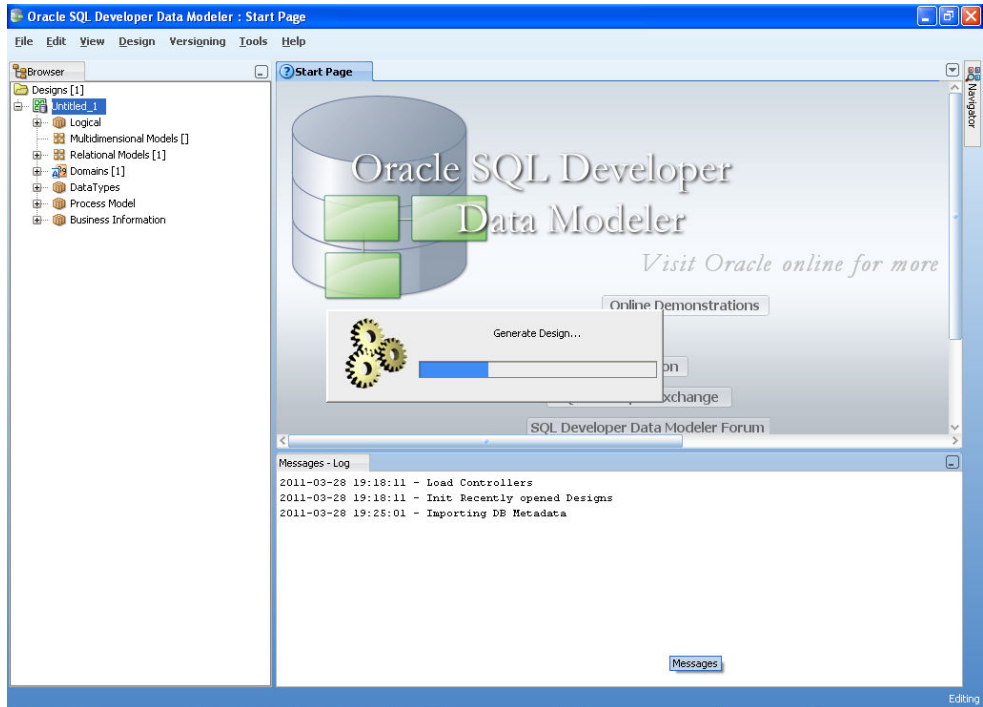 Oracle SQL Developer Data Modeler : Start Page
File Edit View Design Versioning Tools Help
Browser
Designs [1]
Untitled_1
Logical
Multidimensional Models []
Relational Models [1]
Domains [1]
DataTypes
Process Model
Business Information
Start Page
Navigator
Oracle SQL Developer
Data Modeler
Visit Oracle online for more
Online Demonstrations
Generate Design...
on
xchange
SQL Developer Data Modeler Forum
Messages - Log
2011-03-28 19:18:11 - Load Controllers
2011-03-28 19:18:11 - Init Recently opened Designs
2011-03-28 19:25:01 - Importing DB Metadata
Messages
Editing